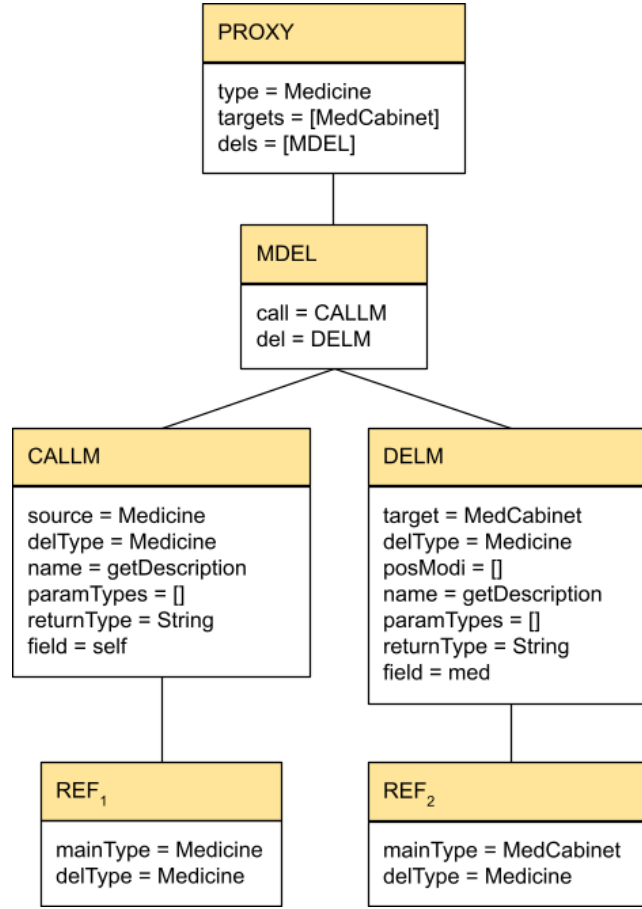 PROXY
type = Medicine
targets = [MedCabinet]
dels = [MDEL]
MDEL
call = CALLM
del = DELM
CALLM
source = Medicine
delType = Medicine
name = getDescription
paramTypes = []
returnType = String
field = self
DELM
target = MedCabinet
delType = Medicine
posModi = []
name = getDescription
paramTypes = []
returnType = String
field = med
REF₁
mainType = Medicine
delType = Medicine
REF₂
mainType = MedCabinet
delType = Medicine